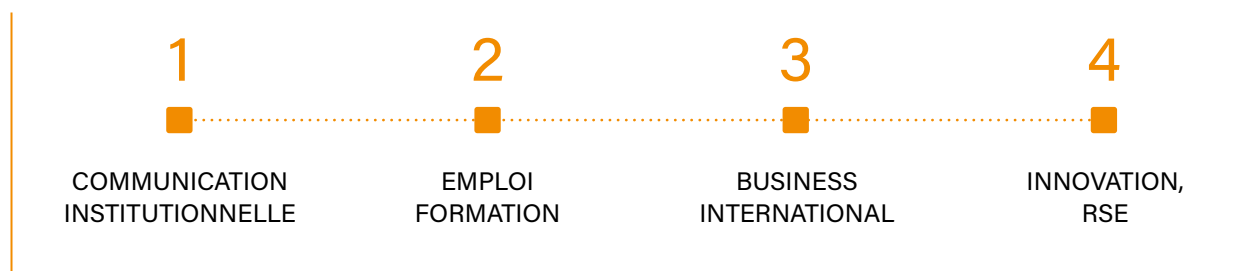 1
COMMUNICATION
INSTITUTIONNELLE
2
EMPLOI
FORMATION
3
BUSINESS
INTERNATIONAL
4
INNOVATION,
RSE